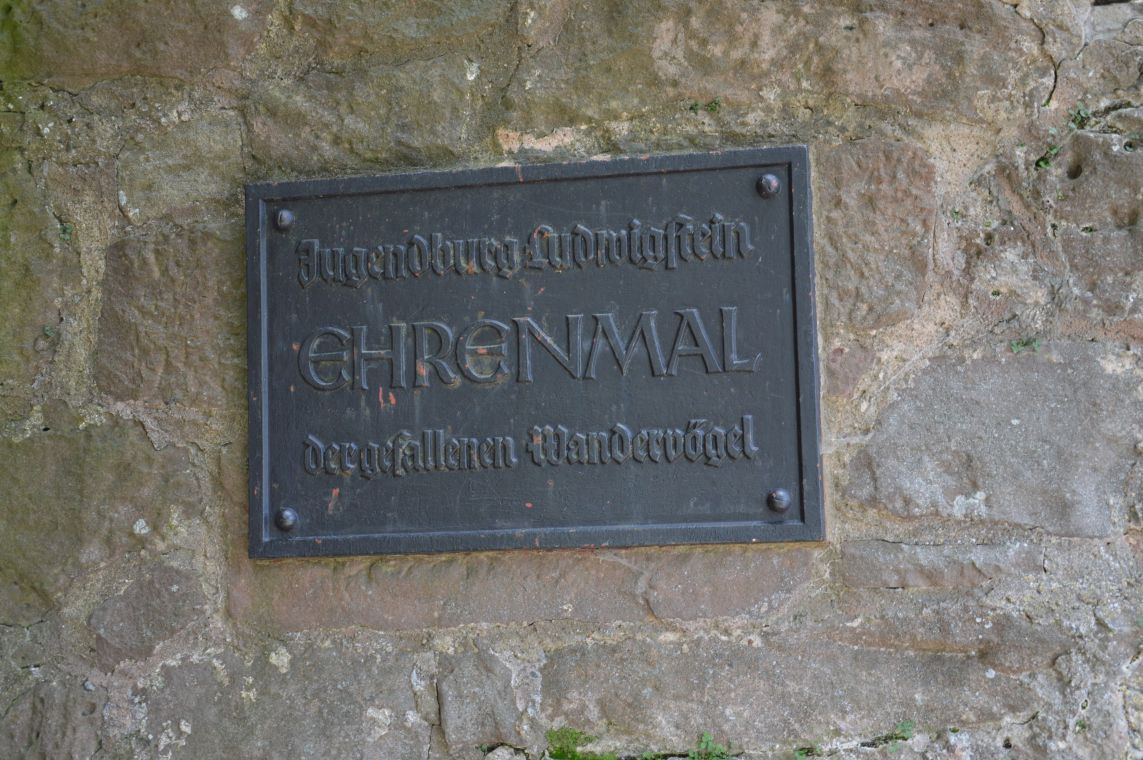 Jugendburg Ludwigstein
EHRENMAL
der gefallenen Wandervögel